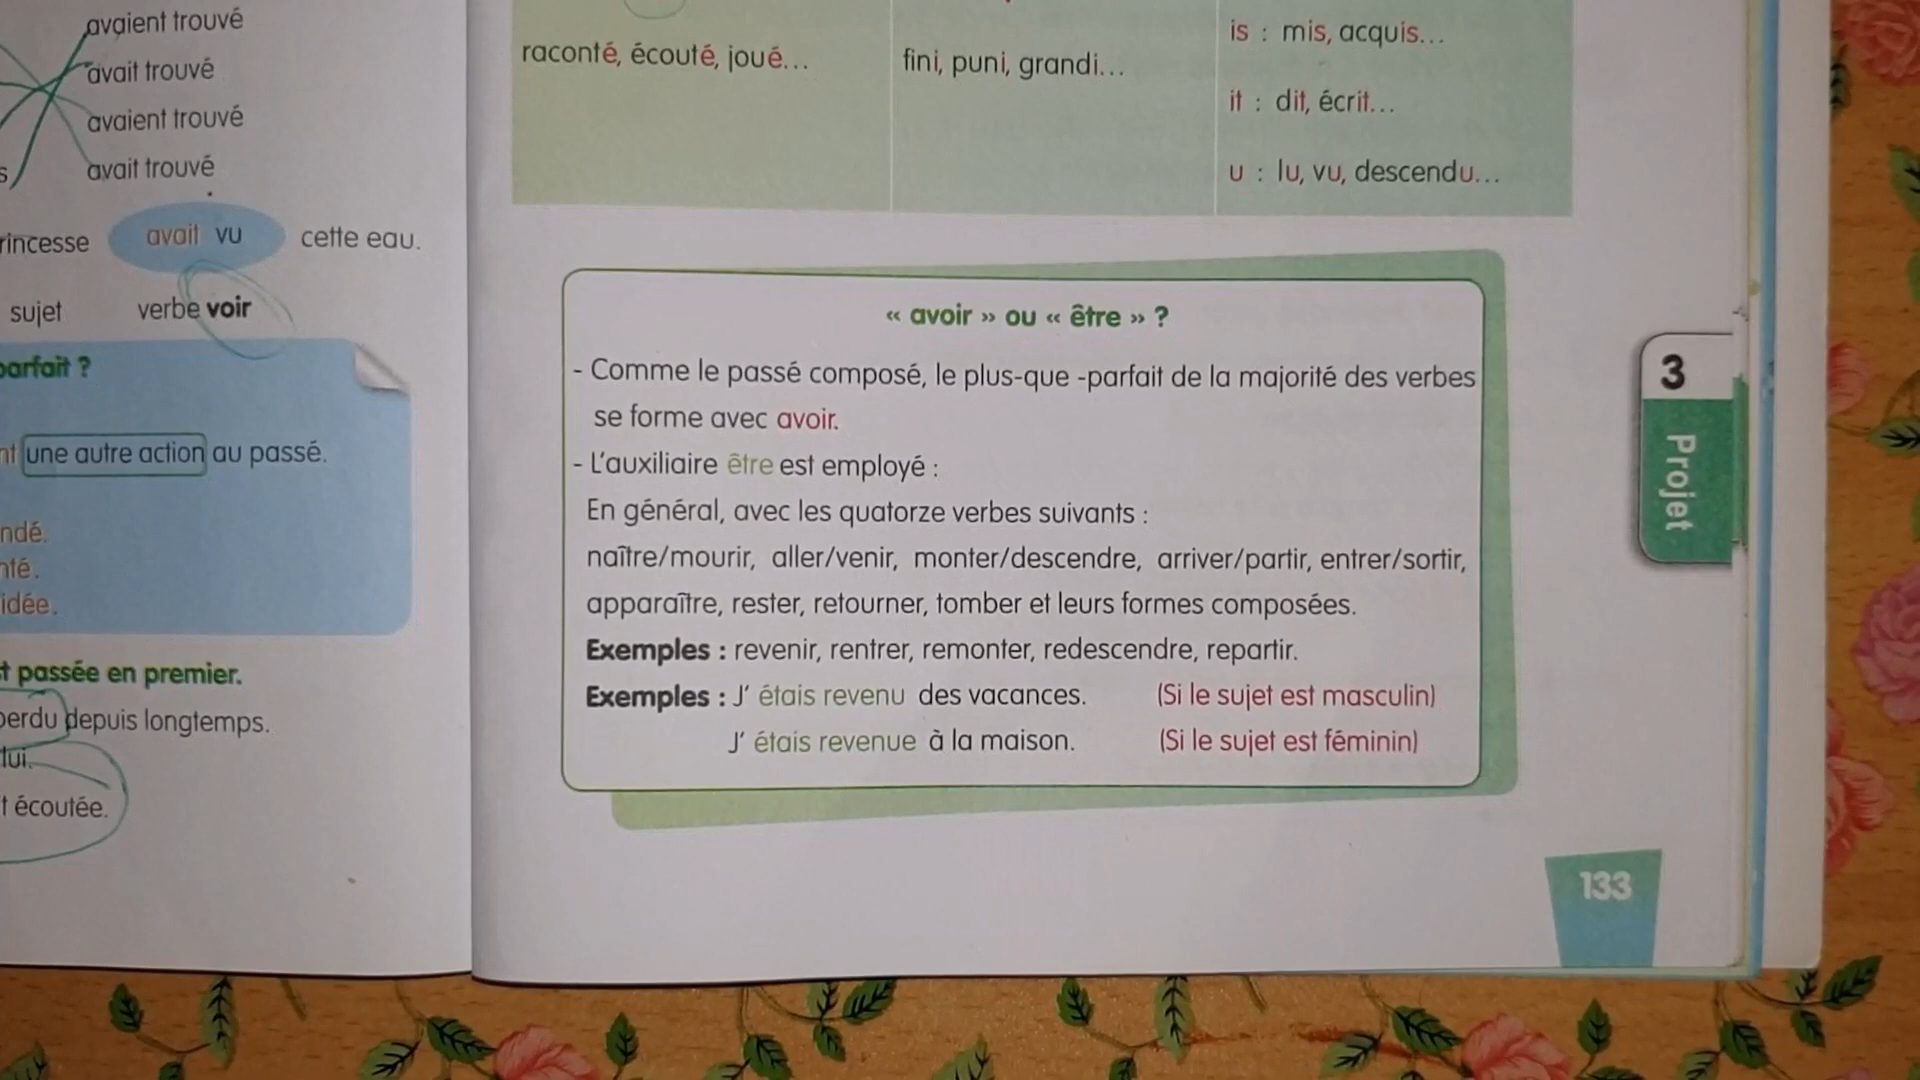 avaient trouvé
avait trouvé
avaient trouvé
avait trouvé
avait vu cette eau.
sujet verbe voir
une autre action au passé.
idée.
passée en premier.
depuis longtemps.
lui.
écoutée.
raconté, écouté, joué...
fini, puni, grandi...
is : mis, acquis...
it : dit, écrit...
u : lu, vu, descendu...
« avoir » ou « être » ?
- Comme le passé composé, le plus-que -parfait de la majorité des verbes
se forme avec avoir.
- L'auxiliaire être est employé :
En général, avec les quatorze verbes suivants :
naître/mourir, aller/venir, monter/descendre, arriver/partir, entrer/sortir,
apparaître, rester, retourner, tomber et leurs formes composées.
Exemples : revenir, rentrer, remonter, redescendre, repartir.
Exemples : J' étais revenu des vacances. (Si le sujet est masculin)
J' étais revenue à la maison. (Si le sujet est féminin)
3
Projet
133